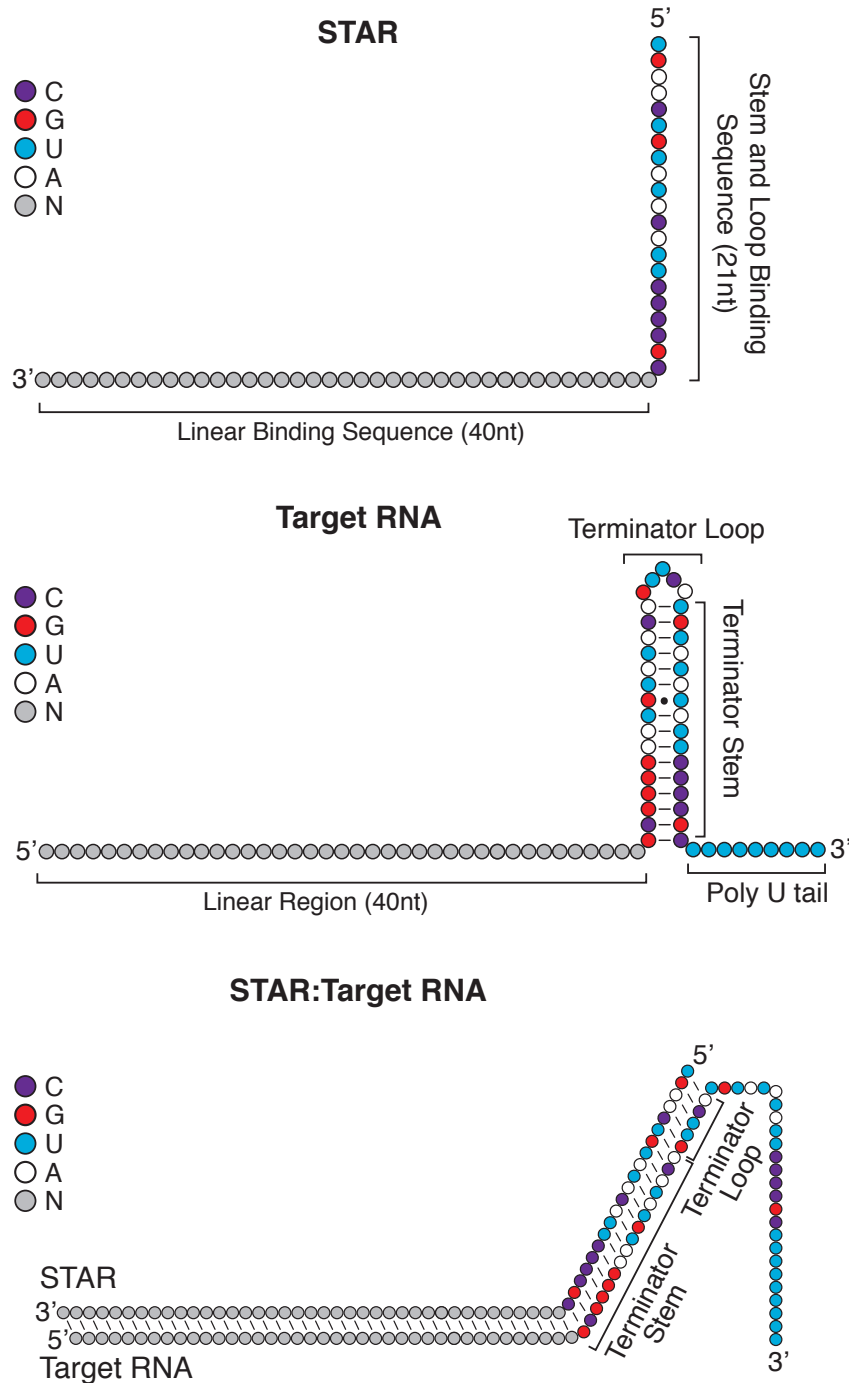 STAR
5’
C
G
U
A
N
Stem and Loop Binding
Sequence (21nt)
3’
Linear Binding Sequence (40nt)
Target RNA
Terminator Loop
C
G
U
A
N
Terminator Stem
5’
3’
Linear Region (40nt)
Poly U tail
STAR:Target RNA
5’
C
G
U
A
N
Terminator
Loop
Terminator
Stem
STAR
3’
5’
Target RNA
3’